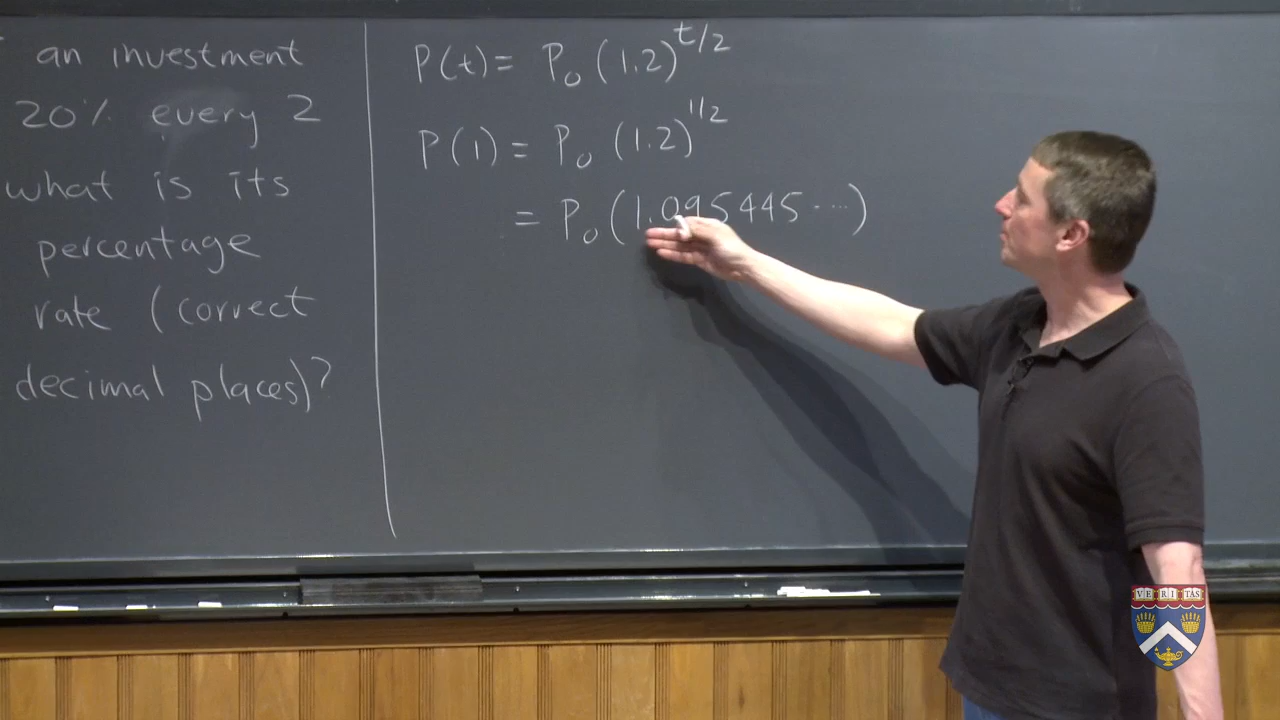 an investment
20% every 2
what is its
percentage
rate (correct
decimal places)?
P(t) = P₀ (1.2)^{t/2}
P(1) = P₀ (1.2)^{1/2}
= P₀ (1.095445.....)
VERITAS